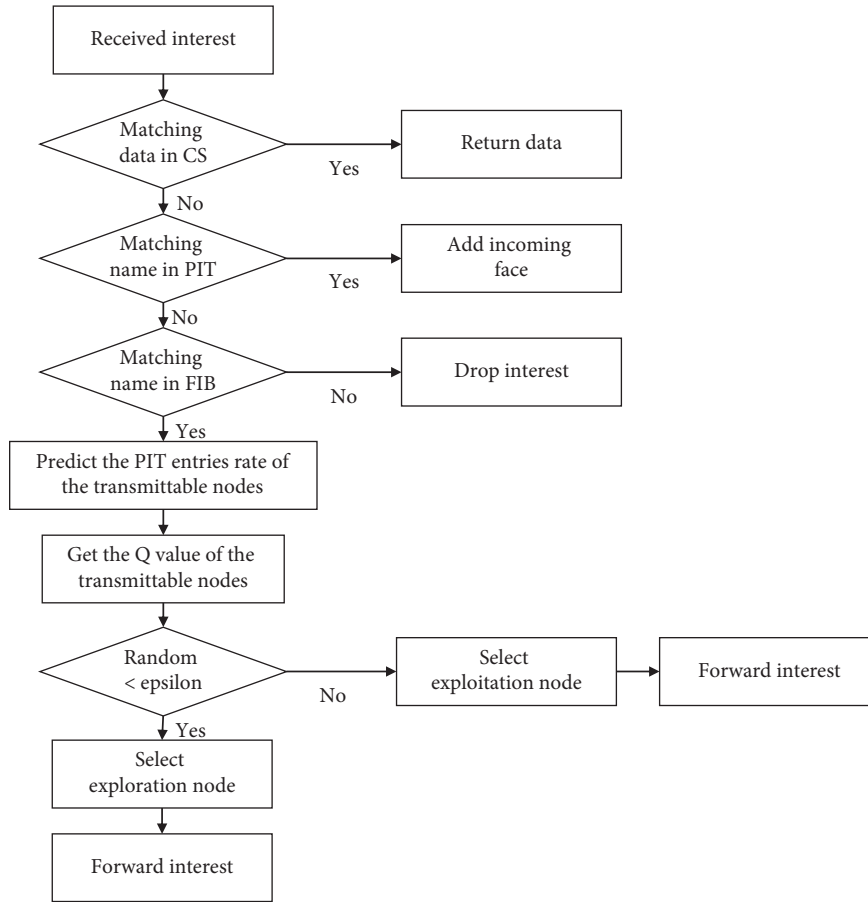 Received interest
Matching
data in CS
Yes
Return data
No
Matching
name in PIT
Yes
Add incoming
face
No
Matching
name in FIB
No
Drop interest
Yes
Predict the PIT entries rate of
the transmittable nodes
Get the Q value of the
transmittable nodes
Random
< epsilon
No
Select
exploitation node
Forward interest
Yes
Select
exploration node
Forward interest